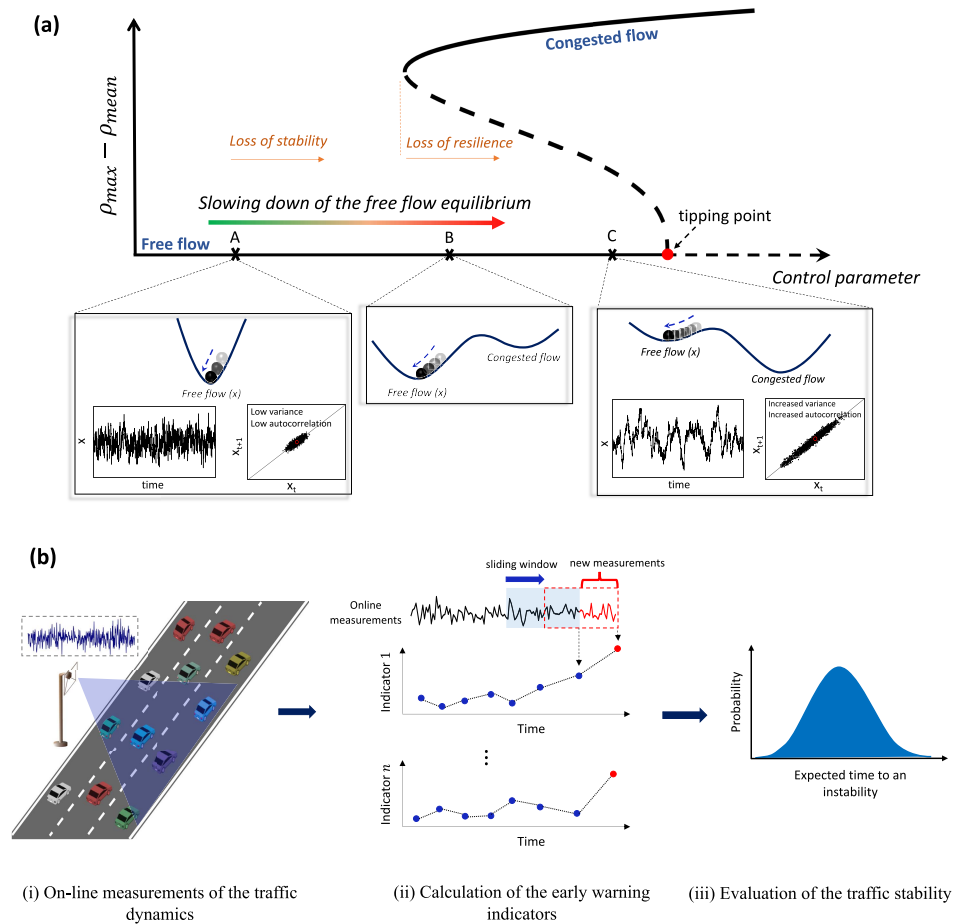 (a)
Congested flow
ρmax − ρmean
Loss of stability
Loss of resilience
Slowing down of the free flow equilibrium
tipping point
Free flow
A
B
C
Control parameter
Free flow (x)
Low variance
Low autocorrelation
x
time
xt+1
xt
Congested flow
Free flow (x)
Free flow (x)
Congested flow
Increased variance
Increased autocorrelation
x
time
xt+1
xt
(b)
sliding window
new measurements
Online
measurements
Indicator 1
Time
⋮
Indicator n
Time
Probability
Expected time to an
instability
(i) On-line measurements of the traffic
dynamics
(ii) Calculation of the early warning
indicators
(iii) Evaluation of the traffic stability